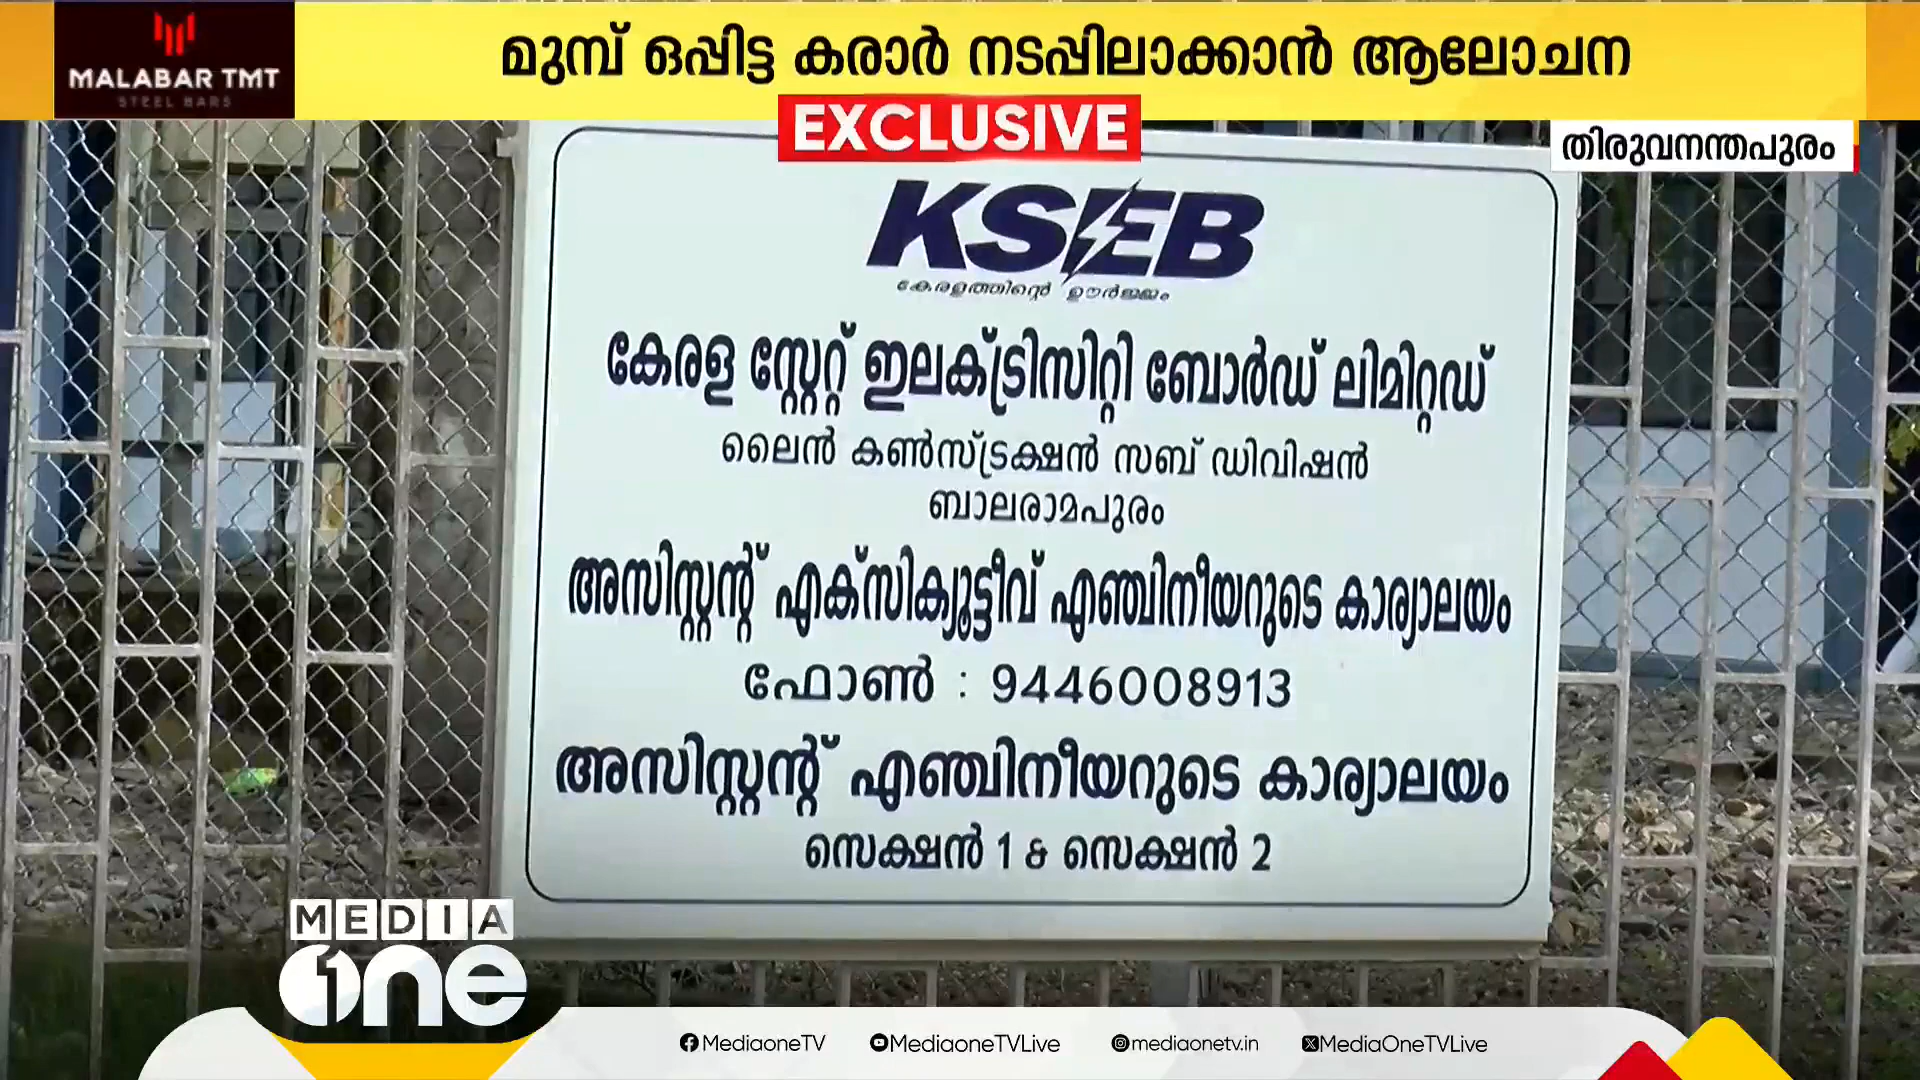 MALABAR TMT
STEEL BARS
മുമ്പ് ഒപ്പിട്ട കരാർ നടപ്പിലാക്കാൻ ആലോചന
EXCLUSIVE
തിരുവനന്തപുരം
KSEB
കേരളത്തിന്റെ ഊർജ്ജം
കേരള സ്റ്റേറ്റ് ഇലക്ട്രിസിറ്റി ബോർഡ് ലിമിറ്റഡ്
ലൈൻ കൺസ്ട്രക്ഷൻ സബ് ഡിവിഷൻ
ബാലരാമപുരം
അസിസ്റ്റന്റ് എക്സിക്യൂട്ടീവ് എഞ്ചിനീയറുടെ കാര്യാലയം
ഫോൺ : 9446008913
അസിസ്റ്റന്റ് എഞ്ചിനീയറുടെ കാര്യാലയം
സെക്ഷൻ 1 & സെക്ഷൻ 2
MEDIA
one
MediaoneTV
MediaoneTVLive
mediaonetv.in
MediaOneTVLive